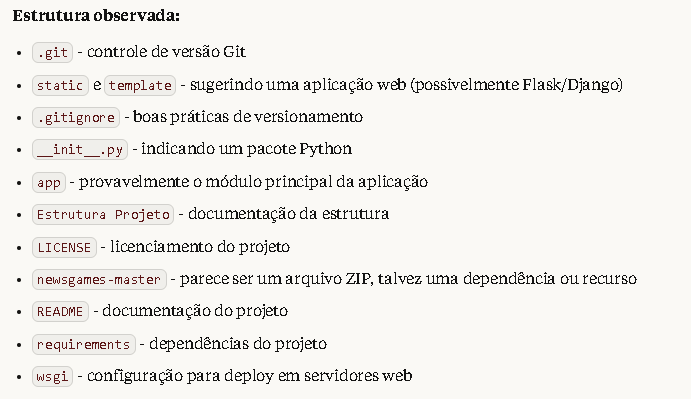 Estrutura observada:
.git - controle de versão Git
static e template - sugerindo uma aplicação web (possivelmente Flask/Django)
.gitignore - boas práticas de versionamento
__init__.py - indicando um pacote Python
app - provavelmente o módulo principal da aplicação
Estrutura Projeto - documentação da estrutura
LICENSE - licenciamento do projeto
newsgames-master - parece ser um arquivo ZIP, talvez uma dependência ou recurso
README - documentação do projeto
requirements - dependências do projeto
wsgi - configuração para deploy em servidores web